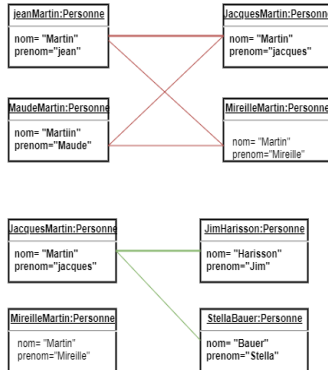 jeanMartin:Personne
nom= "Martin"
prenom="jean"
JacquesMartin:Personne
nom= "Martin"
prenom="jacques"
MaudeMartin:Personne
nom= "Martiin"
prenom="Maude"
MireilleMartin:Personne
nom= "Martin"
prenom="Mireille"
JacquesMartin:Personne
nom= "Martin"
prenom="jacques"
JimHarisson:Personne
nom= "Harisson"
prenom="Jim"
MireilleMartin:Personne
nom= "Martin"
prenom="Mireille"
StellaBauer:Personne
nom= "Bauer"
prenom="Stella"